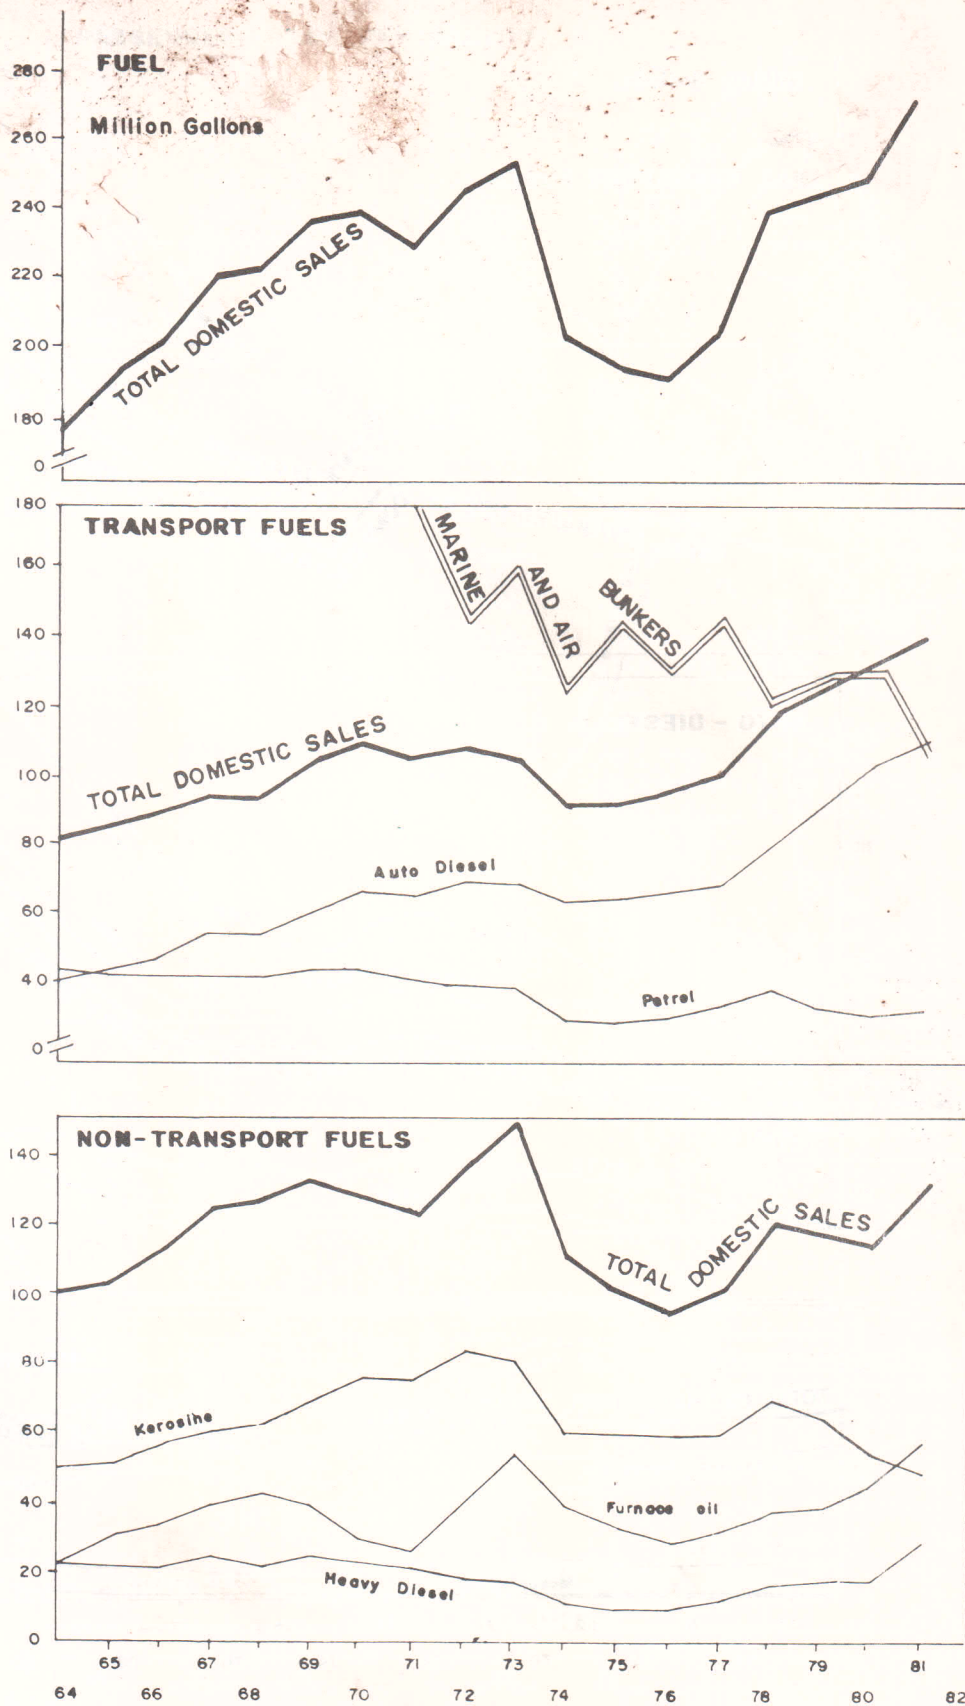 FUEL
Million Gallons
280
260
240
220
200
180
0
TOTAL DOMESTIC SALES
180
TRANSPORT FUELS
160
140
120
100
80
60
40
0
MARINE AND AIR BUNKERS
TOTAL DOMESTIC SALES
Auto Diesel
Petrol
NON-TRANSPORT FUELS
140
120
100
80
60
40
20
0
TOTAL DOMESTIC SALES
Kerosine
Furnace oil
Heavy Diesel
65 67 69 71 73 75 77 79 81
64 66 68 70 72 74 76 78 80 82